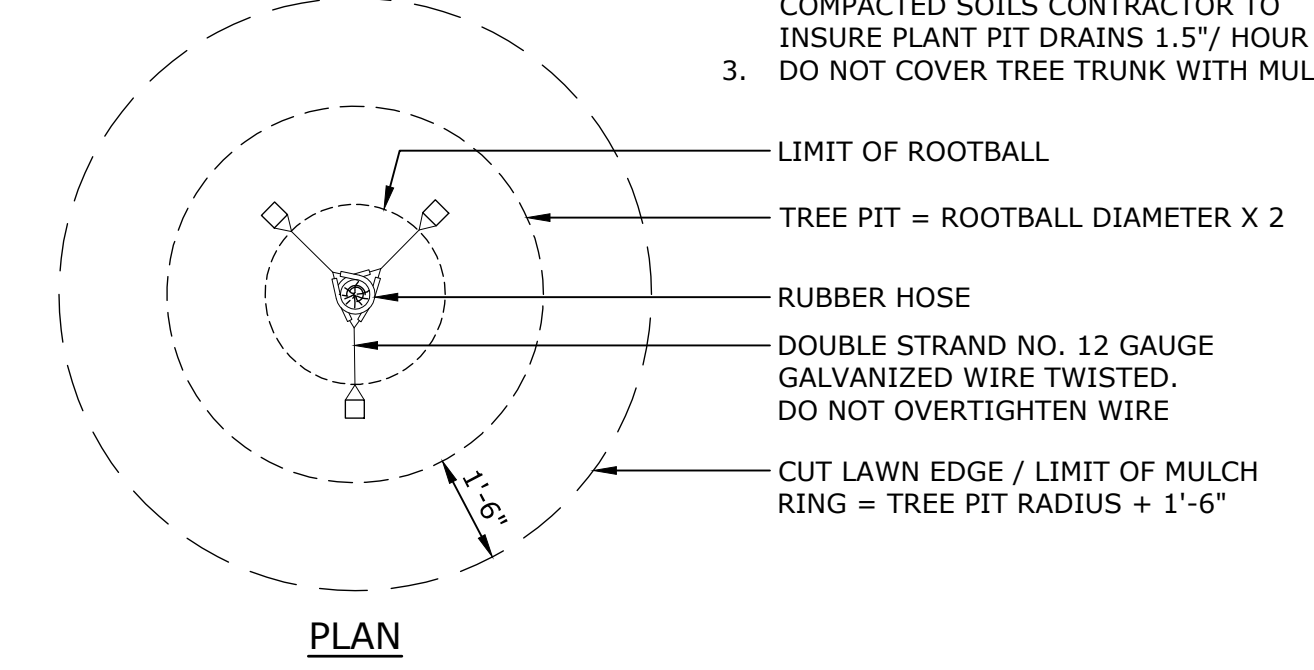 COMPACTED SOILS CONTRACTOR TO
INSURE PLANT PIT DRAINS 1.5"/ HOUR
3. DO NOT COVER TREE TRUNK WITH MUL
LIMIT OF ROOTBALL
TREE PIT = ROOTBALL DIAMETER X 2
RUBBER HOSE
DOUBLE STRAND NO. 12 GAUGE
GALVANIZED WIRE TWISTED.
DO NOT OVERTIGHTEN WIRE
CUT LAWN EDGE / LIMIT OF MULCH
RING = TREE PIT RADIUS + 1'-6"
1'-6"
PLAN